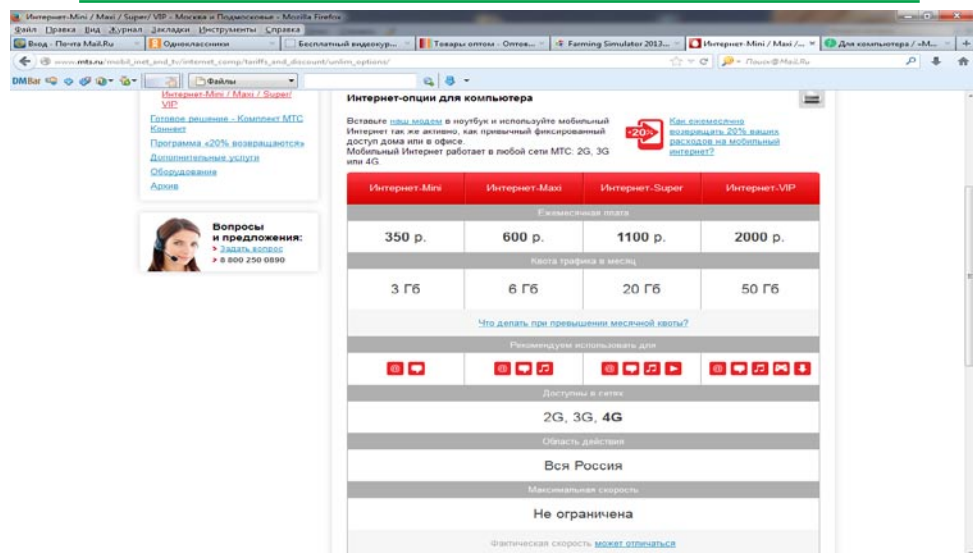 Интернет-Mini / Maxi / Super/ VIP - Москва и Подмосковье - Mozilla Firefox
Файл Правка Вид Журнал Закладки Инструменты Справка
Вход - Почта Mail.Ru
Одноклассники
Бесплатный видеокур...
Товары оптом - Оптов...
Farming Simulator 2013...
Интернет-Mini / Maxi /...
Для компьютера / «М...
www.mts.ru/mobil_inet_and_tv/internet_comp/tariffs_and_discount/unlim_options/
Поиск@Mail.Ru
DMBar
Файлы
Интернет-Mini / Maxi / Super/
VIP
Готовое решение - Комплект МТС
Коннект
Программа «20% возвращаются»
Дополнительные услуги
Оборудование
Архив
Вопросы
и предложения:
Задать вопрос
8 800 250 0890
Интернет-опции для компьютера
Вставьте наш модем в ноутбук и используйте мобильный
Интернет так же активно, как привычный фиксированный
доступ дома или в офисе.
Мобильный Интернет работает в любой сети МТС: 2G, 3G
или 4G.
-20%
Как ежемесячно
возвращать 20% ваших
расходов на мобильный
интернет?
Интернет-Mini Интернет-Maxi Интернет-Super Интернет-VIP
Ежемесячная плата
350 р. 600 р. 1100 р. 2000 р.
Квота трафика в месяц
3 Гб 6 Гб 20 Гб 50 Гб
Что делать при превышении месячной квоты?
Рекомендуем использовать для
Доступны в сетях
2G, 3G, 4G
Область действия
Вся Россия
Максимальная скорость
Не ограничена
Фактическая скорость может отличаться